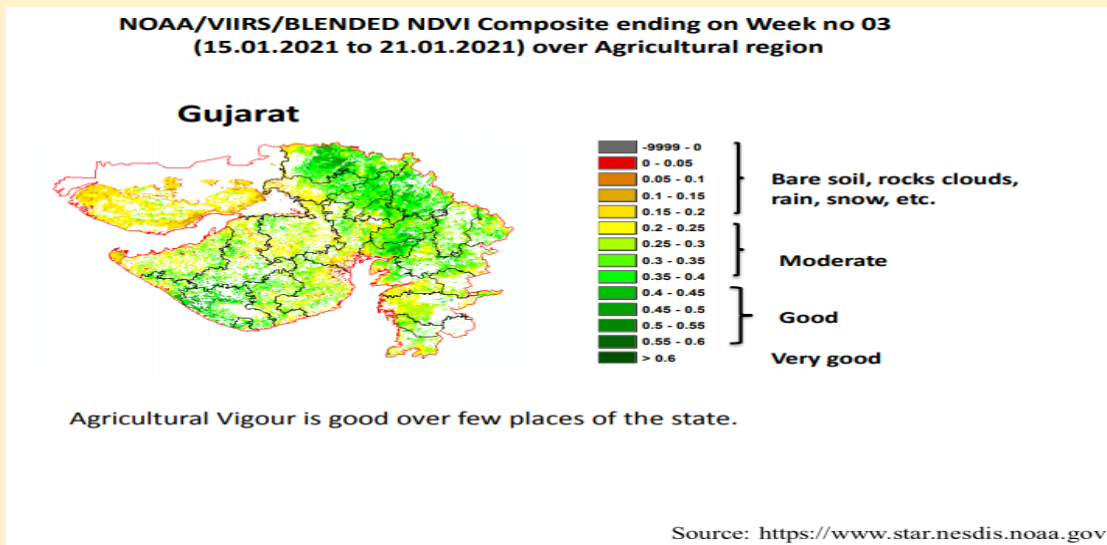 NOAA/VIIRS/BLENDED NDVI Composite ending on Week no 03
(15.01.2021 to 21.01.2021) over Agricultural region
Gujarat
-9999 - 0
0 - 0.05
0.05 - 0.1
0.1 - 0.15
0.15 - 0.2
0.2 - 0.25
0.25 - 0.3
0.3 - 0.35
0.35 - 0.4
0.4 - 0.45
0.45 - 0.5
0.5 - 0.55
0.55 - 0.6
> 0.6
Bare soil, rocks clouds,
rain, snow, etc.
Moderate
Good
Very good
Agricultural Vigour is good over few places of the state.
Source: https://www.star.nesdis.noaa.gov